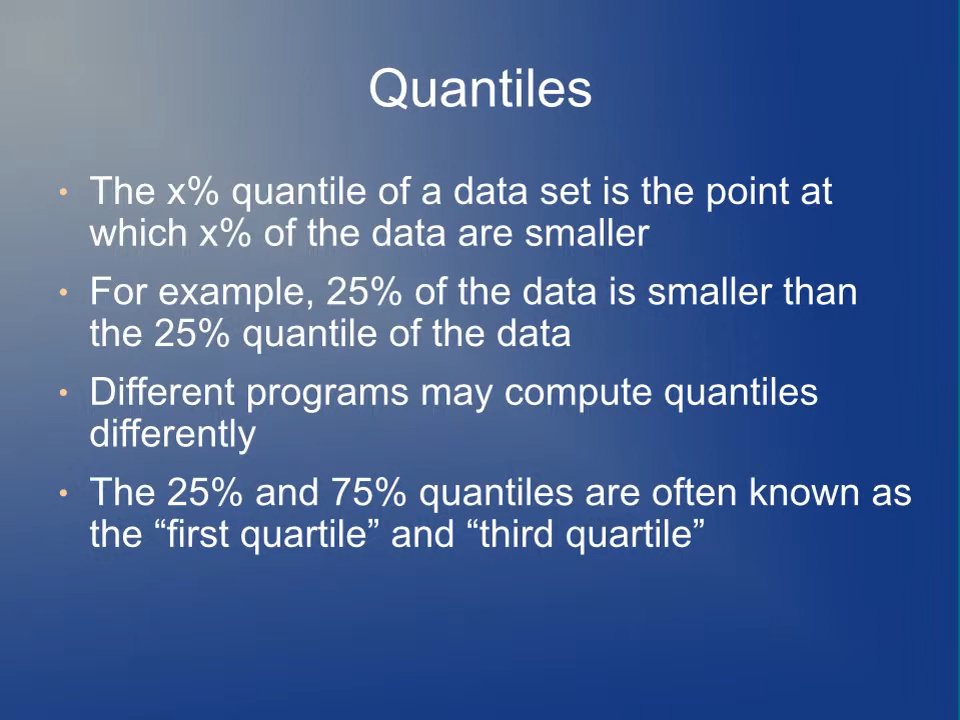 Quantiles
• The x% quantile of a data set is the point at
which x% of the data are smaller
• For example, 25% of the data is smaller than
the 25% quantile of the data
• Different programs may compute quantiles
differently
• The 25% and 75% quantiles are often known as
the “first quartile” and “third quartile”